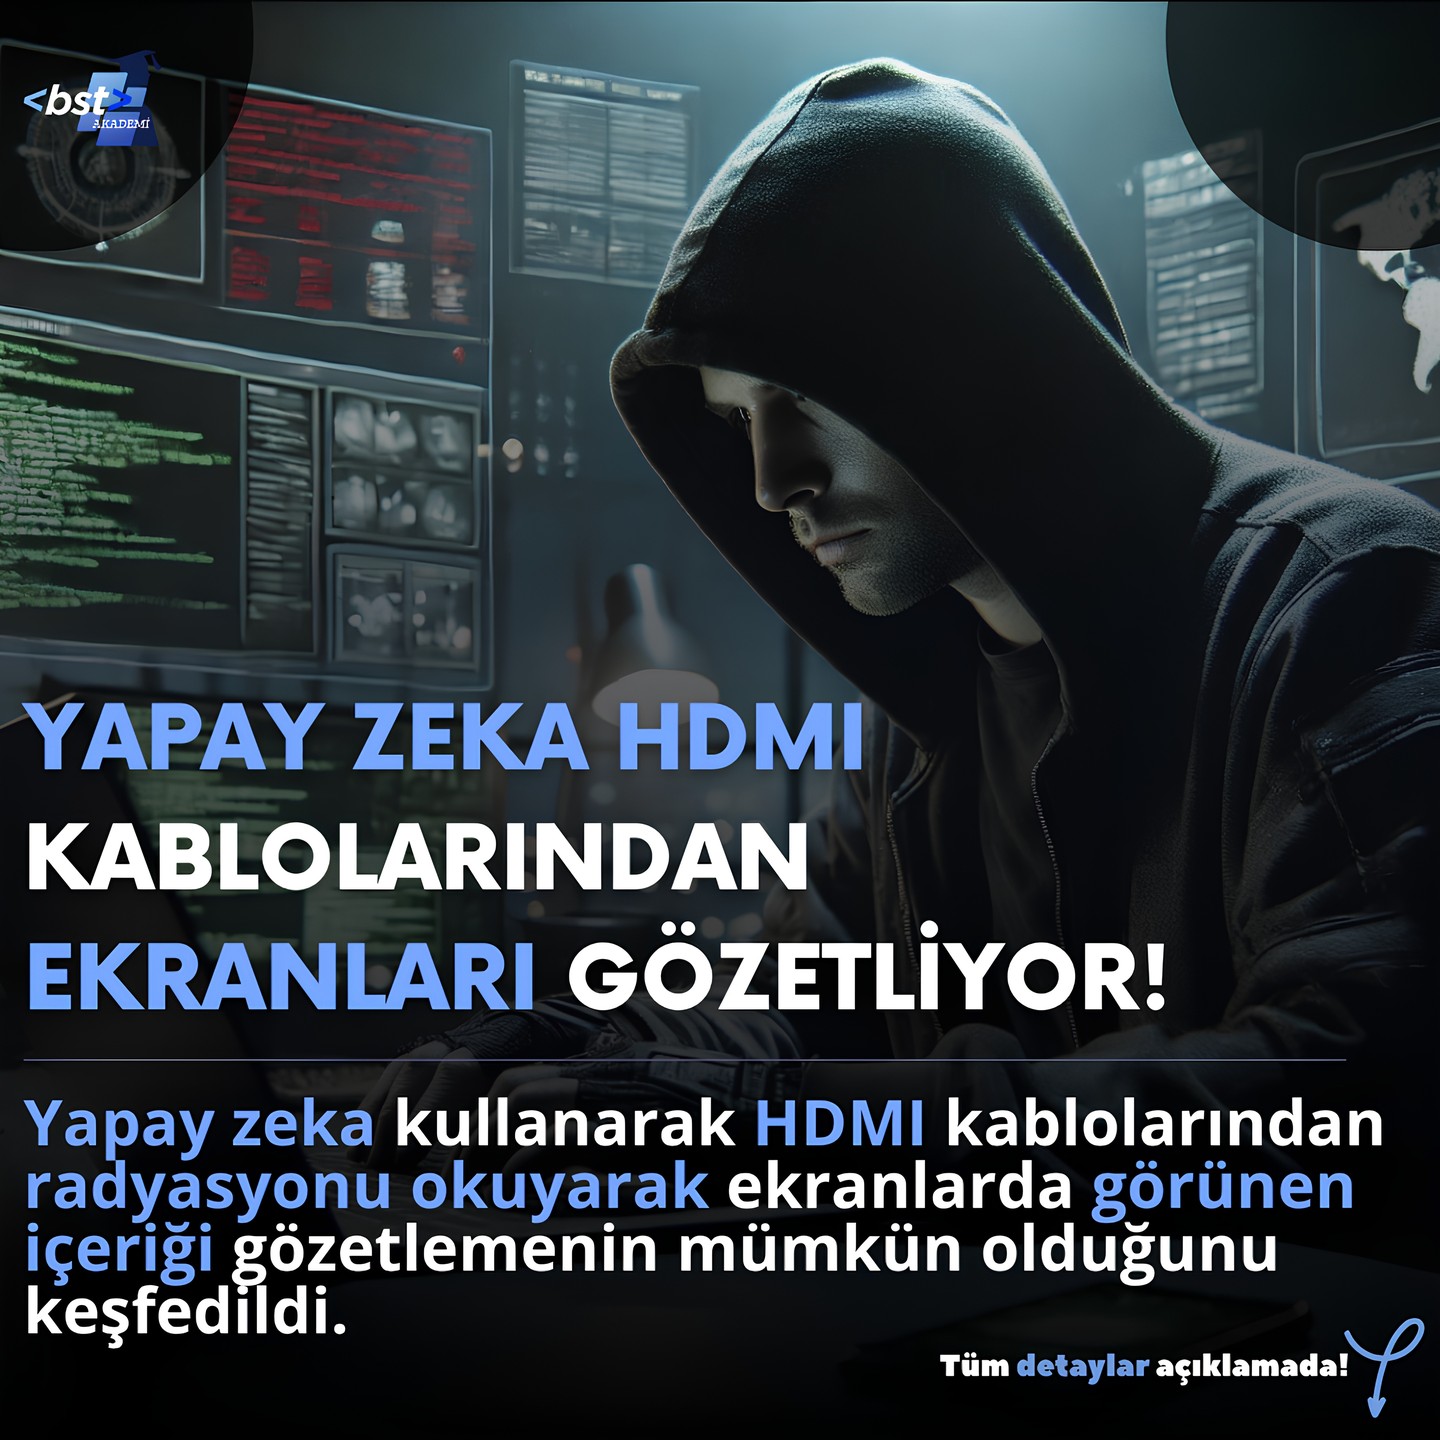 <bst>
AKADEMİ
YAPAY ZEKA HDMI
KABLOLARINDAN
EKRANLARI GÖZETLİYOR!
Yapay zeka kullanarak HDMI kablolarından
radyasyonu okuyarak ekranlarda görünen
içeriği gözetlemenin mümkün olduğunu
keşfedildi.
Tüm detaylar açıklamada!